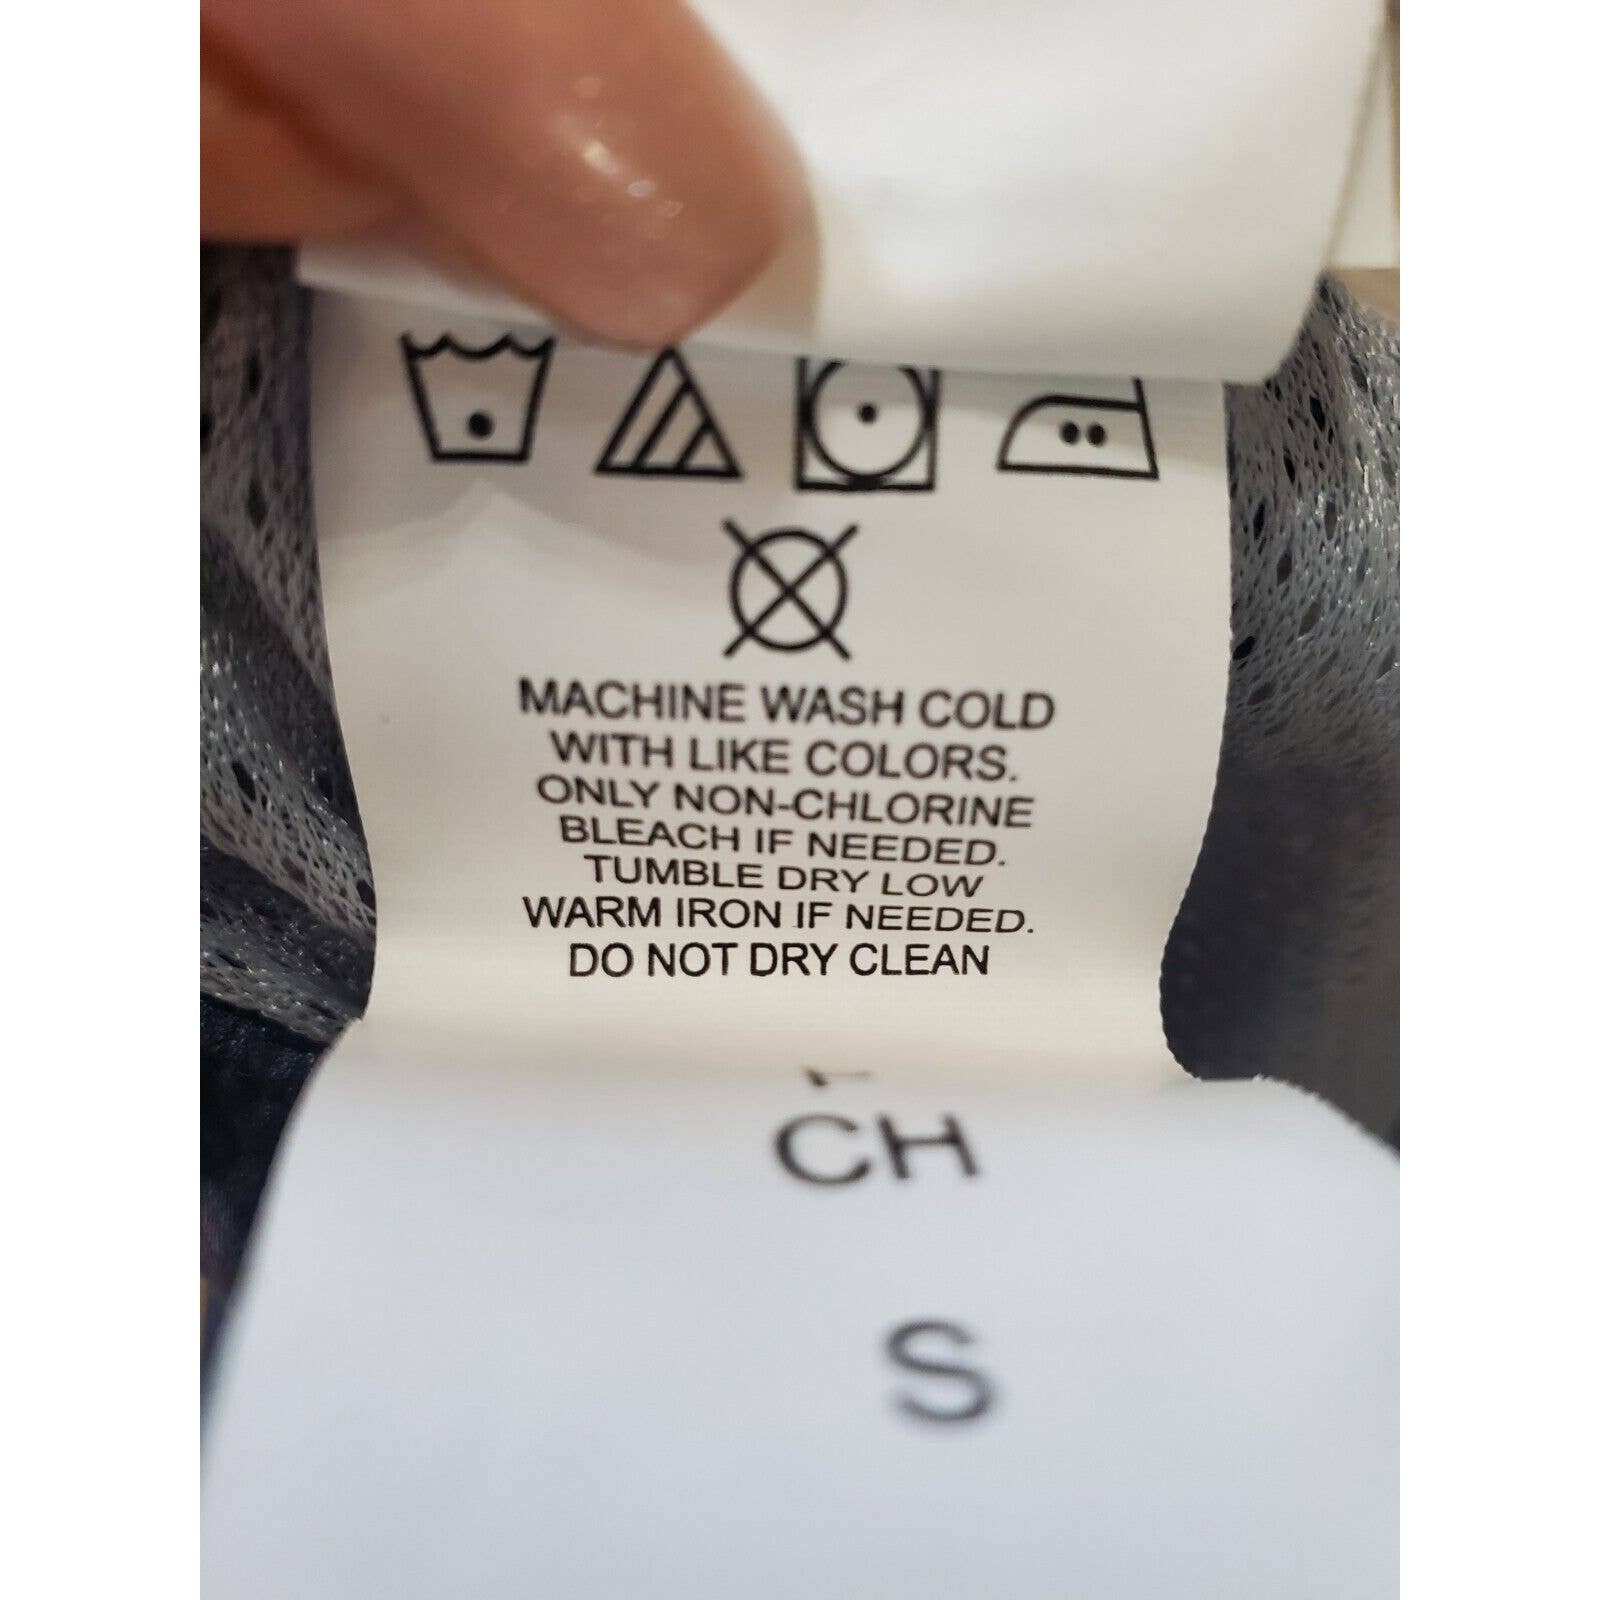 MACHINE WASH COLD
WITH LIKE COLORS.
ONLY NON-CHLORINE
BLEACH IF NEEDED.
TUMBLE DRY LOW
WARM IRON IF NEEDED.
DO NOT DRY CLEAN
CH
S